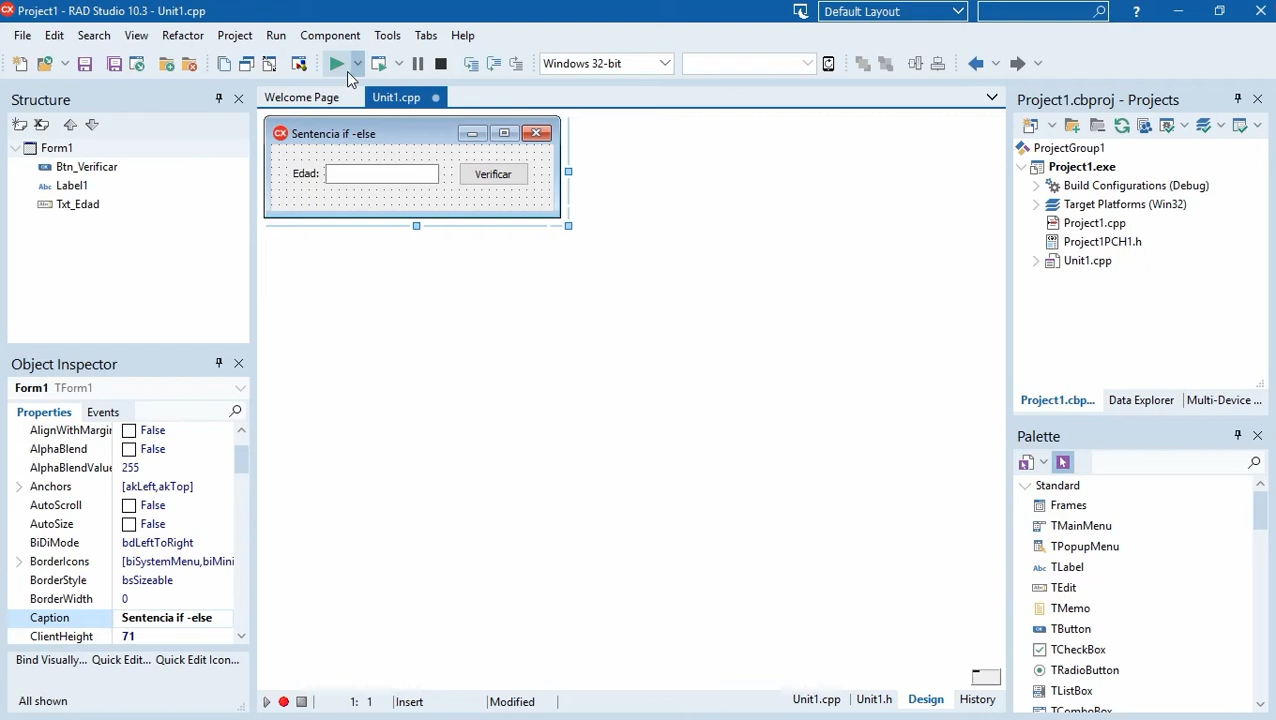 Project1 - RAD Studio 10.3 - Unit1.cpp
Default Layout
File Edit Search View Refactor Project Run Component Tools Tabs Help
Windows 32-bit
Structure
Form1
Btn_Verificar
Label1
Txt_Edad
Welcome Page
Unit1.cpp
Sentencia if -else
Edad:
Verificar
Project1.cbproj - Projects
ProjectGroup1
Project1.exe
Build Configurations (Debug)
Target Platforms (Win32)
Project1.cpp
Project1PCH1.h
Unit1.cpp
Project1.cbp... Data Explorer Multi-Device ...
Object Inspector
Form1 TForm1
Properties Events
AlignWithMargin False
AlphaBlend False
AlphaBlendValue 255
Anchors [akLeft,akTop]
AutoScroll False
AutoSize False
BiDiMode bdLeftToRight
BorderIcons [biSystemMenu,biMini
BorderStyle bsSizeable
BorderWidth 0
Caption Sentencia if -else
ClientHeight 71
Bind Visually... Quick Edit... Quick Edit Icon...
All shown
Palette
Standard
Frames
TMainMenu
TPopupMenu
TLabel
TEdit
TMemo
TButton
TCheckBox
TRadioButton
TListBox
TComboBox
1: 1 Insert Modified
Unit1.cpp Unit1.h Design History